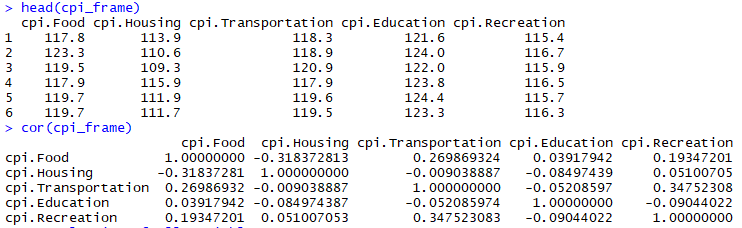 > head(cpi_frame)
cpi.Food cpi.Housing cpi.Transportation cpi.Education cpi.Recreation
1 117.8 113.9 118.3 121.6 115.4
2 123.3 110.6 118.9 124.0 116.7
3 119.5 109.3 120.9 122.0 115.9
4 117.9 115.9 117.9 123.8 116.5
5 119.7 111.9 119.6 124.4 115.7
6 119.7 111.7 119.5 123.3 116.3
> cor(cpi_frame)
cpi.Food cpi.Housing cpi.Transportation cpi.Education cpi.Recreation
cpi.Food 1.00000000 -0.318372813 0.269869324 0.03917942 0.19347201
cpi.Housing -0.31837281 1.000000000 -0.009038887 -0.08497439 0.05100705
cpi.Transportation 0.26986932 -0.009038887 1.000000000 -0.05208597 0.34752308
cpi.Education 0.03917942 -0.084974387 -0.052085974 1.00000000 -0.09044022
cpi.Recreation 0.19347201 0.051007053 0.347523083 -0.09044022 1.00000000